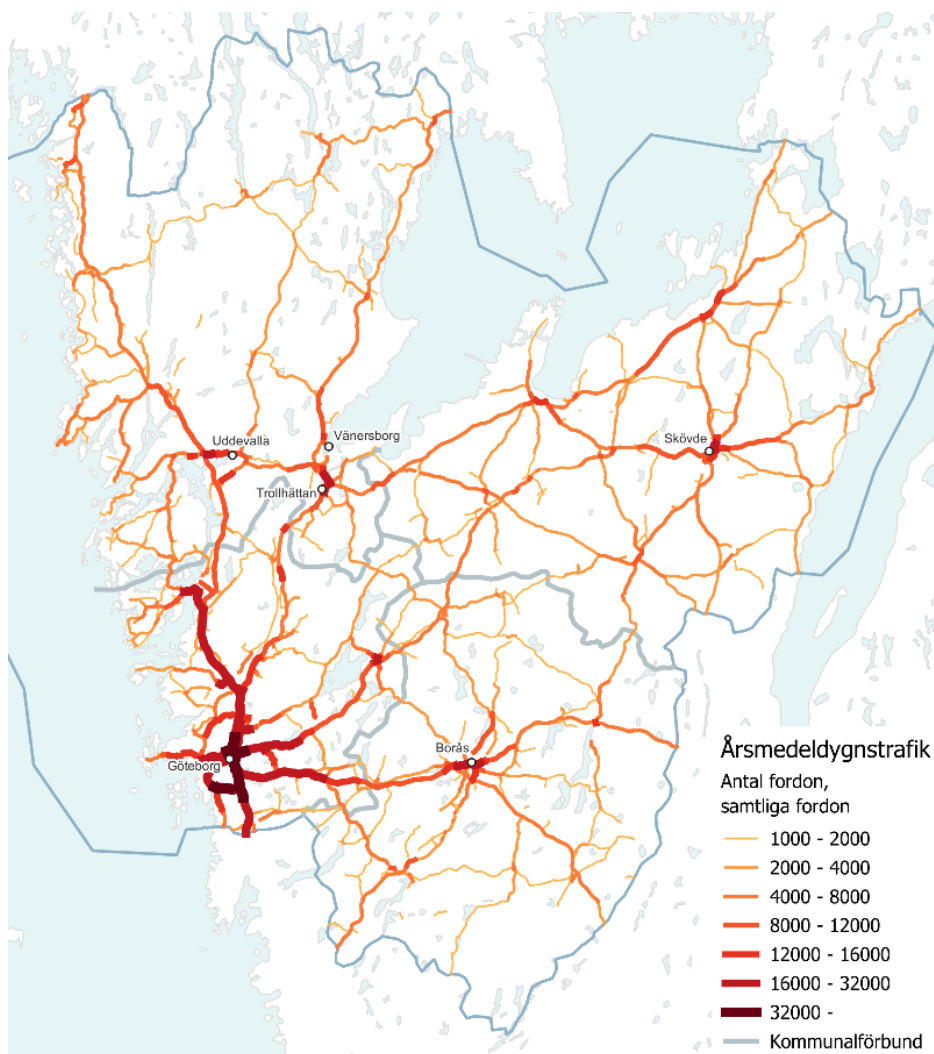 Uddevalla
Vänersborg
Trollhättan
Skövde
Göteborg
Borås
Årsmedeldygnstrafik
Antal fordon,
samtliga fordon
1000 - 2000
2000 - 4000
4000 - 8000
8000 - 12000
12000 - 16000
16000 - 32000
32000 -
Kommunalförbund